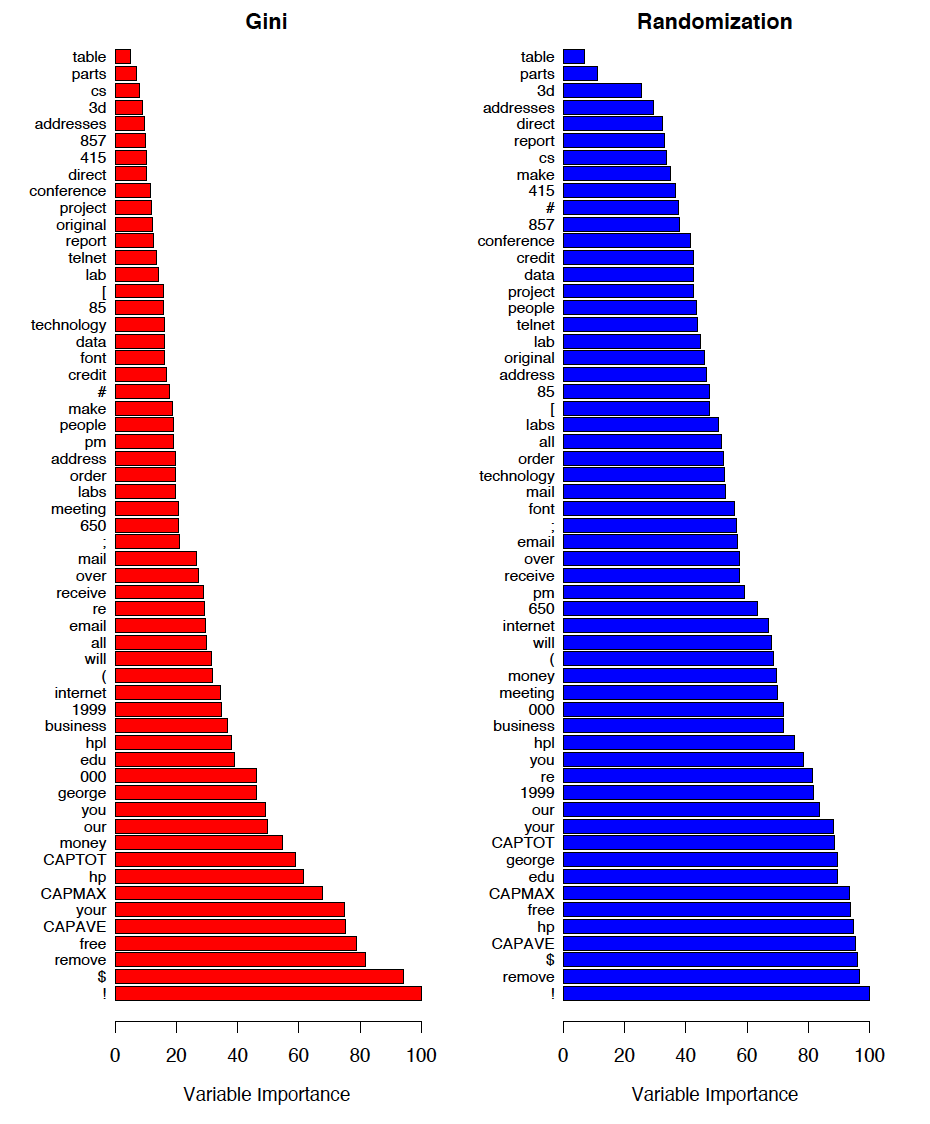 Gini
table
parts
cs
3d
addresses
857
415
direct
conference
project
original
report
telnet
lab
[
85
technology
data
font
credit
#
make
people
pm
address
order
labs
meeting
650
;
mail
over
receive
re
email
all
will
(
internet
1999
business
hpl
edu
000
george
you
our
money
CAPTOT
hp
CAPMAX
your
CAPAVE
free
remove
$
!
0 20 40 60 80 100
Variable Importance
Randomization
table
parts
3d
addresses
direct
report
cs
make
415
#
857
conference
credit
data
project
people
telnet
lab
original
address
85
[
labs
all
order
technology
mail
font
;
email
over
receive
pm
650
internet
will
(
money
meeting
000
business
hpl
you
re
1999
our
your
CAPTOT
george
edu
CAPMAX
free
hp
CAPAVE
$
remove
!
0 20 40 60 80 100
Variable Importance